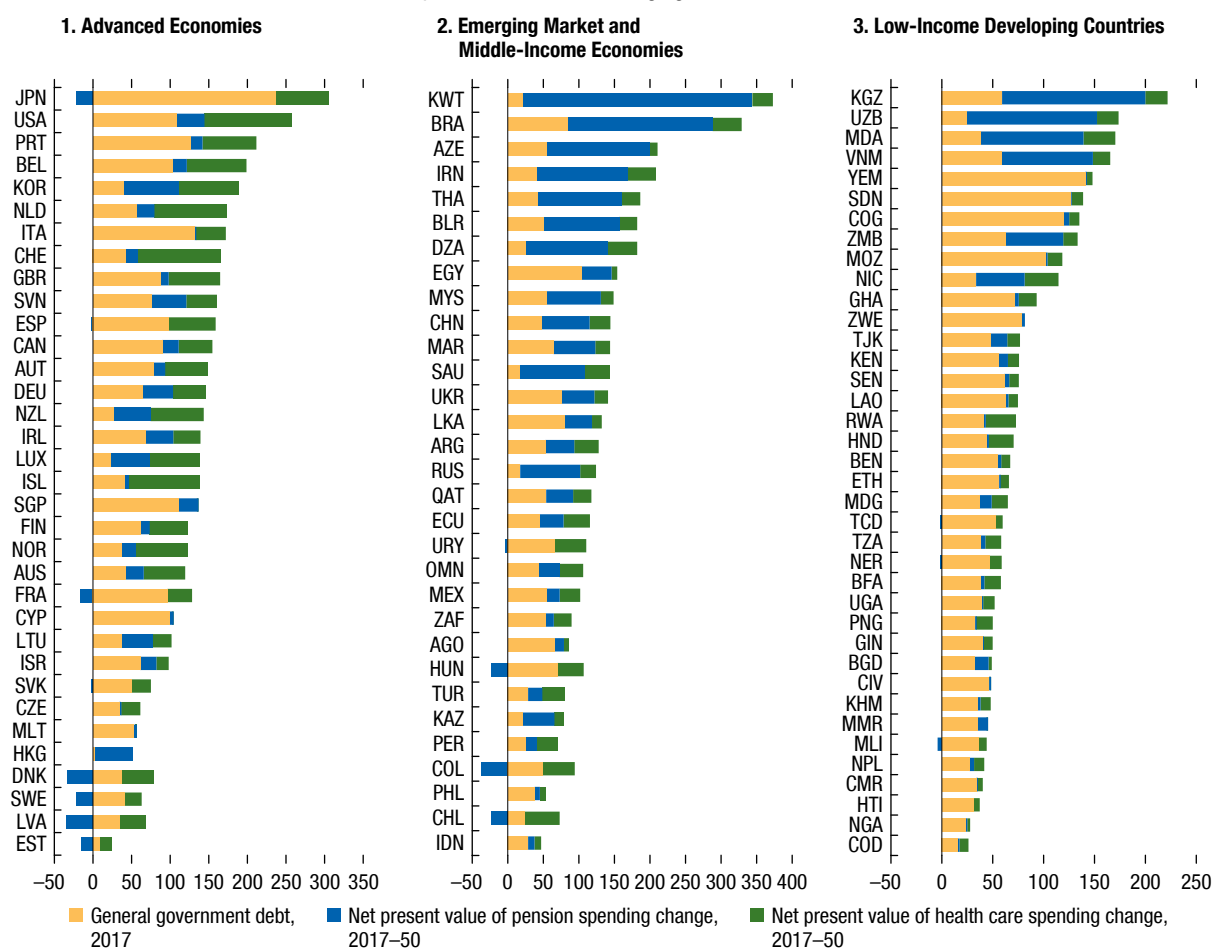 1. Advanced Economies
JPN
USA
PRT
BEL
KOR
NLD
ITA
CHE
GBR
SVN
ESP
CAN
AUT
DEU
NZL
IRL
LUX
ISL
SGP
FIN
NOR
AUS
FRA
CYP
LTU
ISR
SVK
CZE
MLT
HKG
DNK
SWE
LVA
EST
–50 0 50 100 150 200 250 300 350
2. Emerging Market and
Middle-Income Economies
KWT
BRA
AZE
IRN
THA
BLR
DZA
EGY
MYS
CHN
MAR
SAU
UKR
LKA
ARG
RUS
QAT
ECU
URY
OMN
MEX
ZAF
AGO
HUN
TUR
KAZ
PER
COL
PHL
CHL
IDN
–50 0 50 100 150 200 250 300 350 400
3. Low-Income Developing Countries
KGZ
UZB
MDA
VNM
YEM
SDN
COG
ZMB
MOZ
NIC
GHA
ZWE
TJK
KEN
SEN
LAO
RWA
HND
BEN
ETH
MDG
TCD
TZA
NER
BFA
UGA
PNG
GIN
BGD
CIV
KHM
MMR
MLI
NPL
CMR
HTI
NGA
COD
–50 0 50 100 150 200 250
General government debt,
2017
Net present value of pension spending change,
2017–50
Net present value of health care spending change,
2017–50